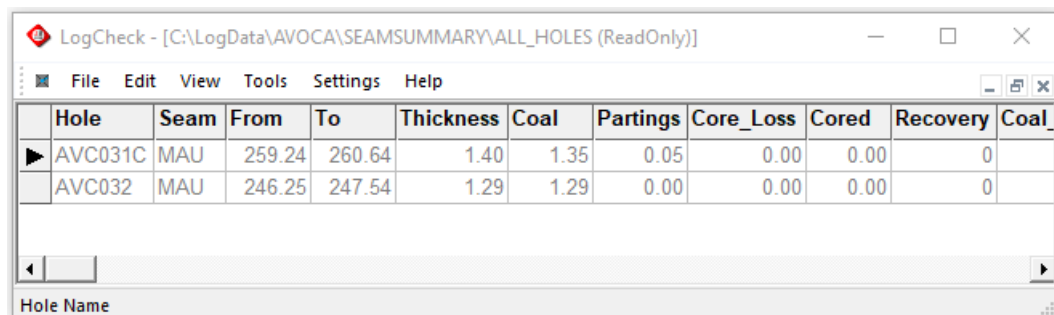 LogCheck - [C:\LogData\AVOCA\SEAMSUMMARY\ALL_HOLES (ReadOnly)]
File Edit View Tools Settings Help
Hole Seam From To Thickness Coal Partings Core_Loss Cored Recovery Coal_
AVC031C MAU 259.24 260.64 1.40 1.35 0.05 0.00 0.00 0
AVC032 MAU 246.25 247.54 1.29 1.29 0.00 0.00 0.00 0
Hole Name